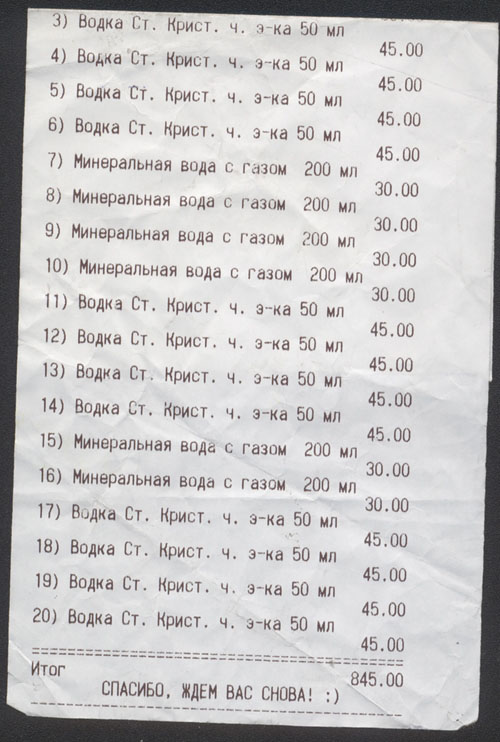 3) Водка Ст. Крист. ч. э-ка 50 мл
45.00
4) Водка Ст. Крист. ч. э-ка 50 мл
45.00
5) Водка Ст. Крист. ч. э-ка 50 мл
45.00
6) Водка Ст. Крист. ч. э-ка 50 мл
45.00
7) Минеральная вода с газом 200 мл
30.00
8) Минеральная вода с газом 200 мл
30.00
9) Минеральная вода с газом 200 мл
30.00
10) Минеральная вода с газом 200 мл
30.00
11) Водка Ст. Крист. ч. э-ка 50 мл
45.00
12) Водка Ст. Крист. ч. э-ка 50 мл
45.00
13) Водка Ст. Крист. ч. э-ка 50 мл
45.00
14) Водка Ст. Крист. ч. э-ка 50 мл
45.00
15) Минеральная вода с газом 200 мл
30.00
16) Минеральная вода с газом 200 мл
30.00
17) Водка Ст. Крист. ч. э-ка 50 мл
45.00
18) Водка Ст. Крист. ч. э-ка 50 мл
45.00
19) Водка Ст. Крист. ч. э-ка 50 мл
45.00
20) Водка Ст. Крист. ч. э-ка 50 мл
45.00
Итог 845.00
СПАСИБО, ЖДЕМ ВАС СНОВА! :)